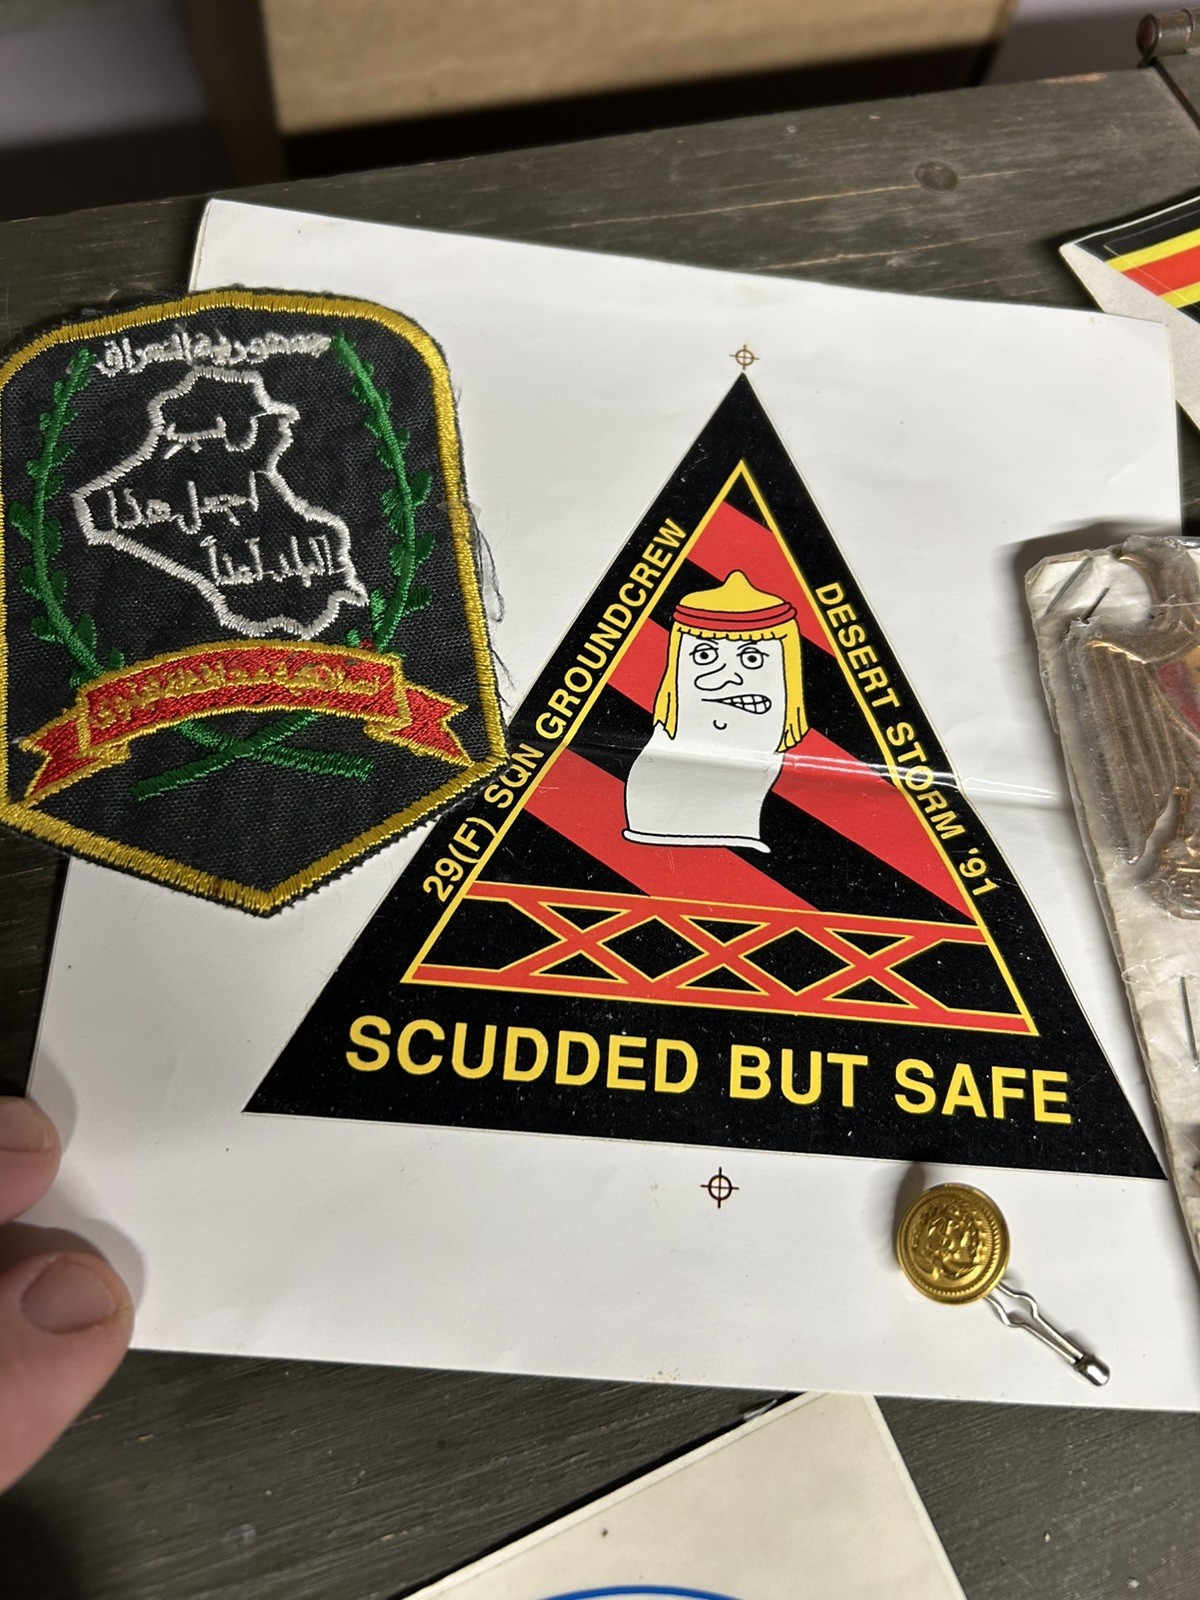 جمهورية العراق
رب
اجعل هذا
البلد آمناً
29(F) SQN GROUNDCREW
DESERT STORM '91
SCUDDED BUT SAFE